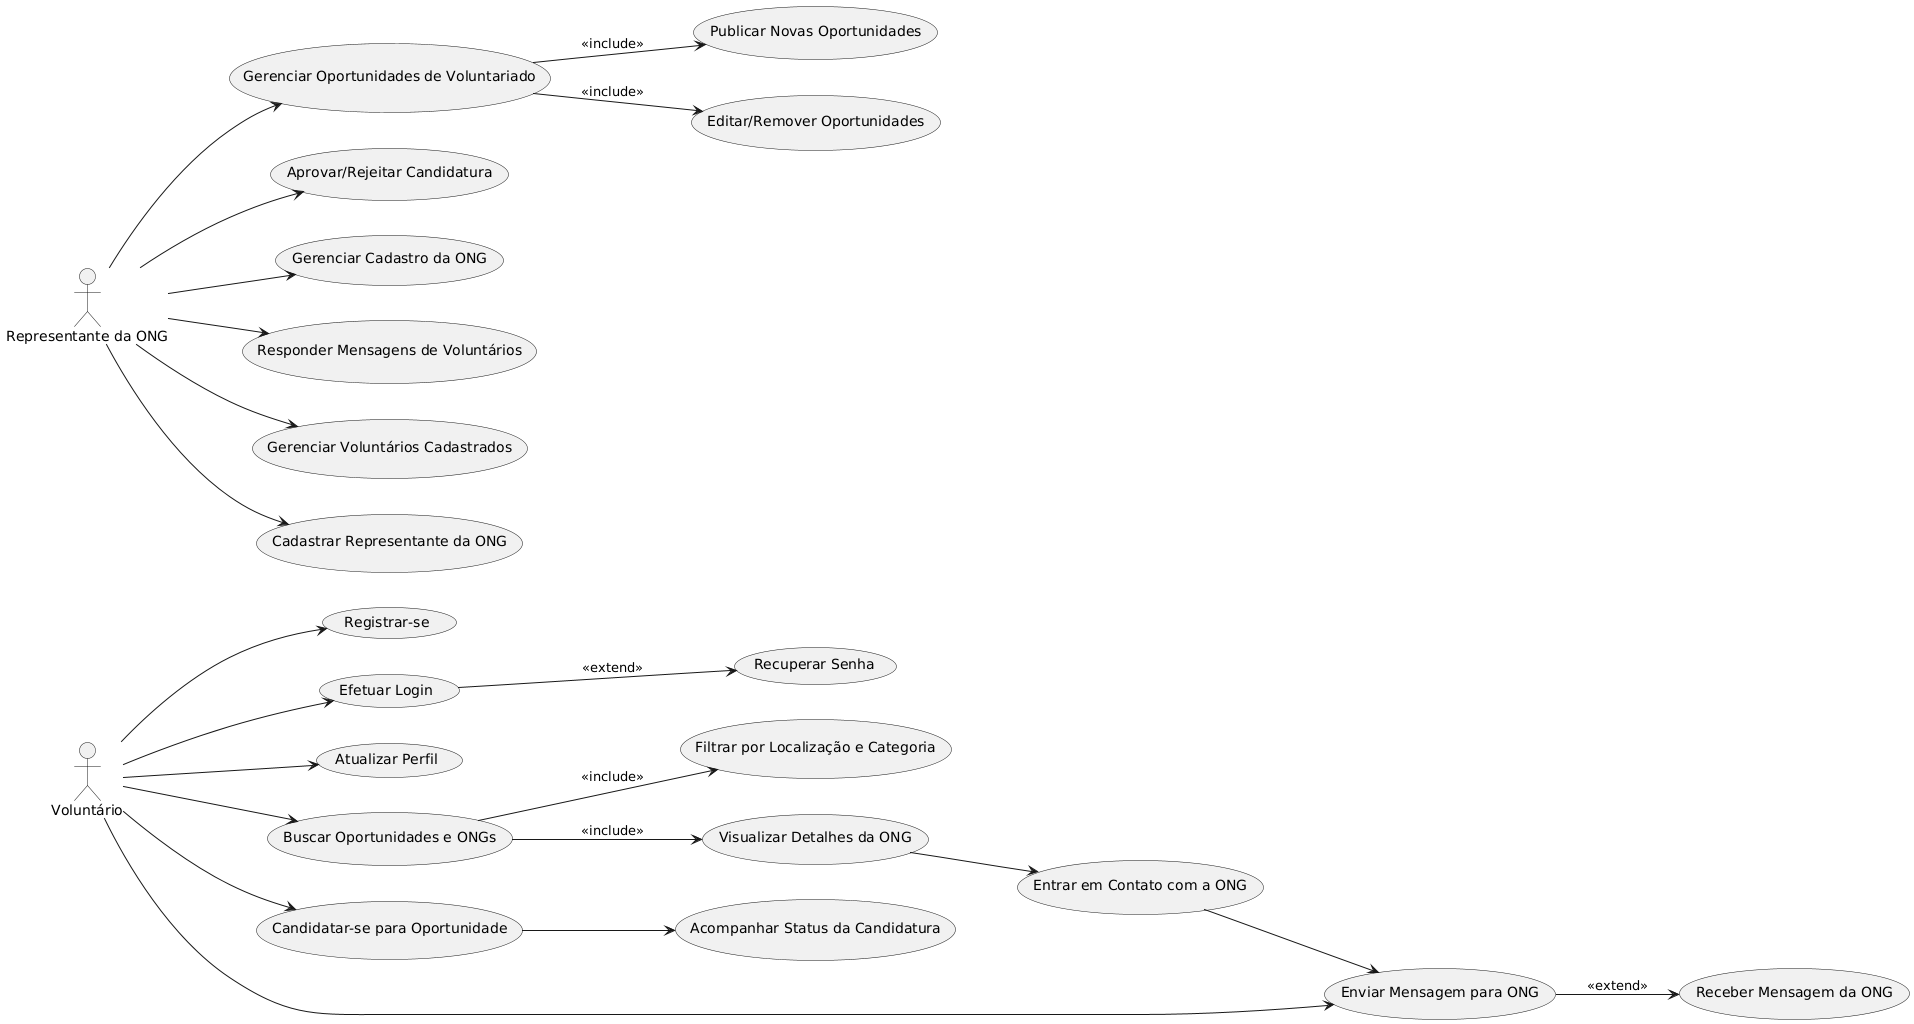 Publicar Novas Oportunidades
«include»
Gerenciar Oportunidades de Voluntariado
«include»
Editar/Remover Oportunidades
Aprovar/Rejeitar Candidatura
Gerenciar Cadastro da ONG
Representante da ONG
Responder Mensagens de Voluntários
Gerenciar Voluntários Cadastrados
Cadastrar Representante da ONG
Registrar-se
«extend»
Recuperar Senha
Efetuar Login
Filtrar por Localização e Categoria
Atualizar Perfil
«include»
Voluntário
Buscar Oportunidades e ONGs
«include»
Visualizar Detalhes da ONG
Entrar em Contato com a ONG
Candidatar-se para Oportunidade
Acompanhar Status da Candidatura
Enviar Mensagem para ONG
«extend»
Receber Mensagem da ONG